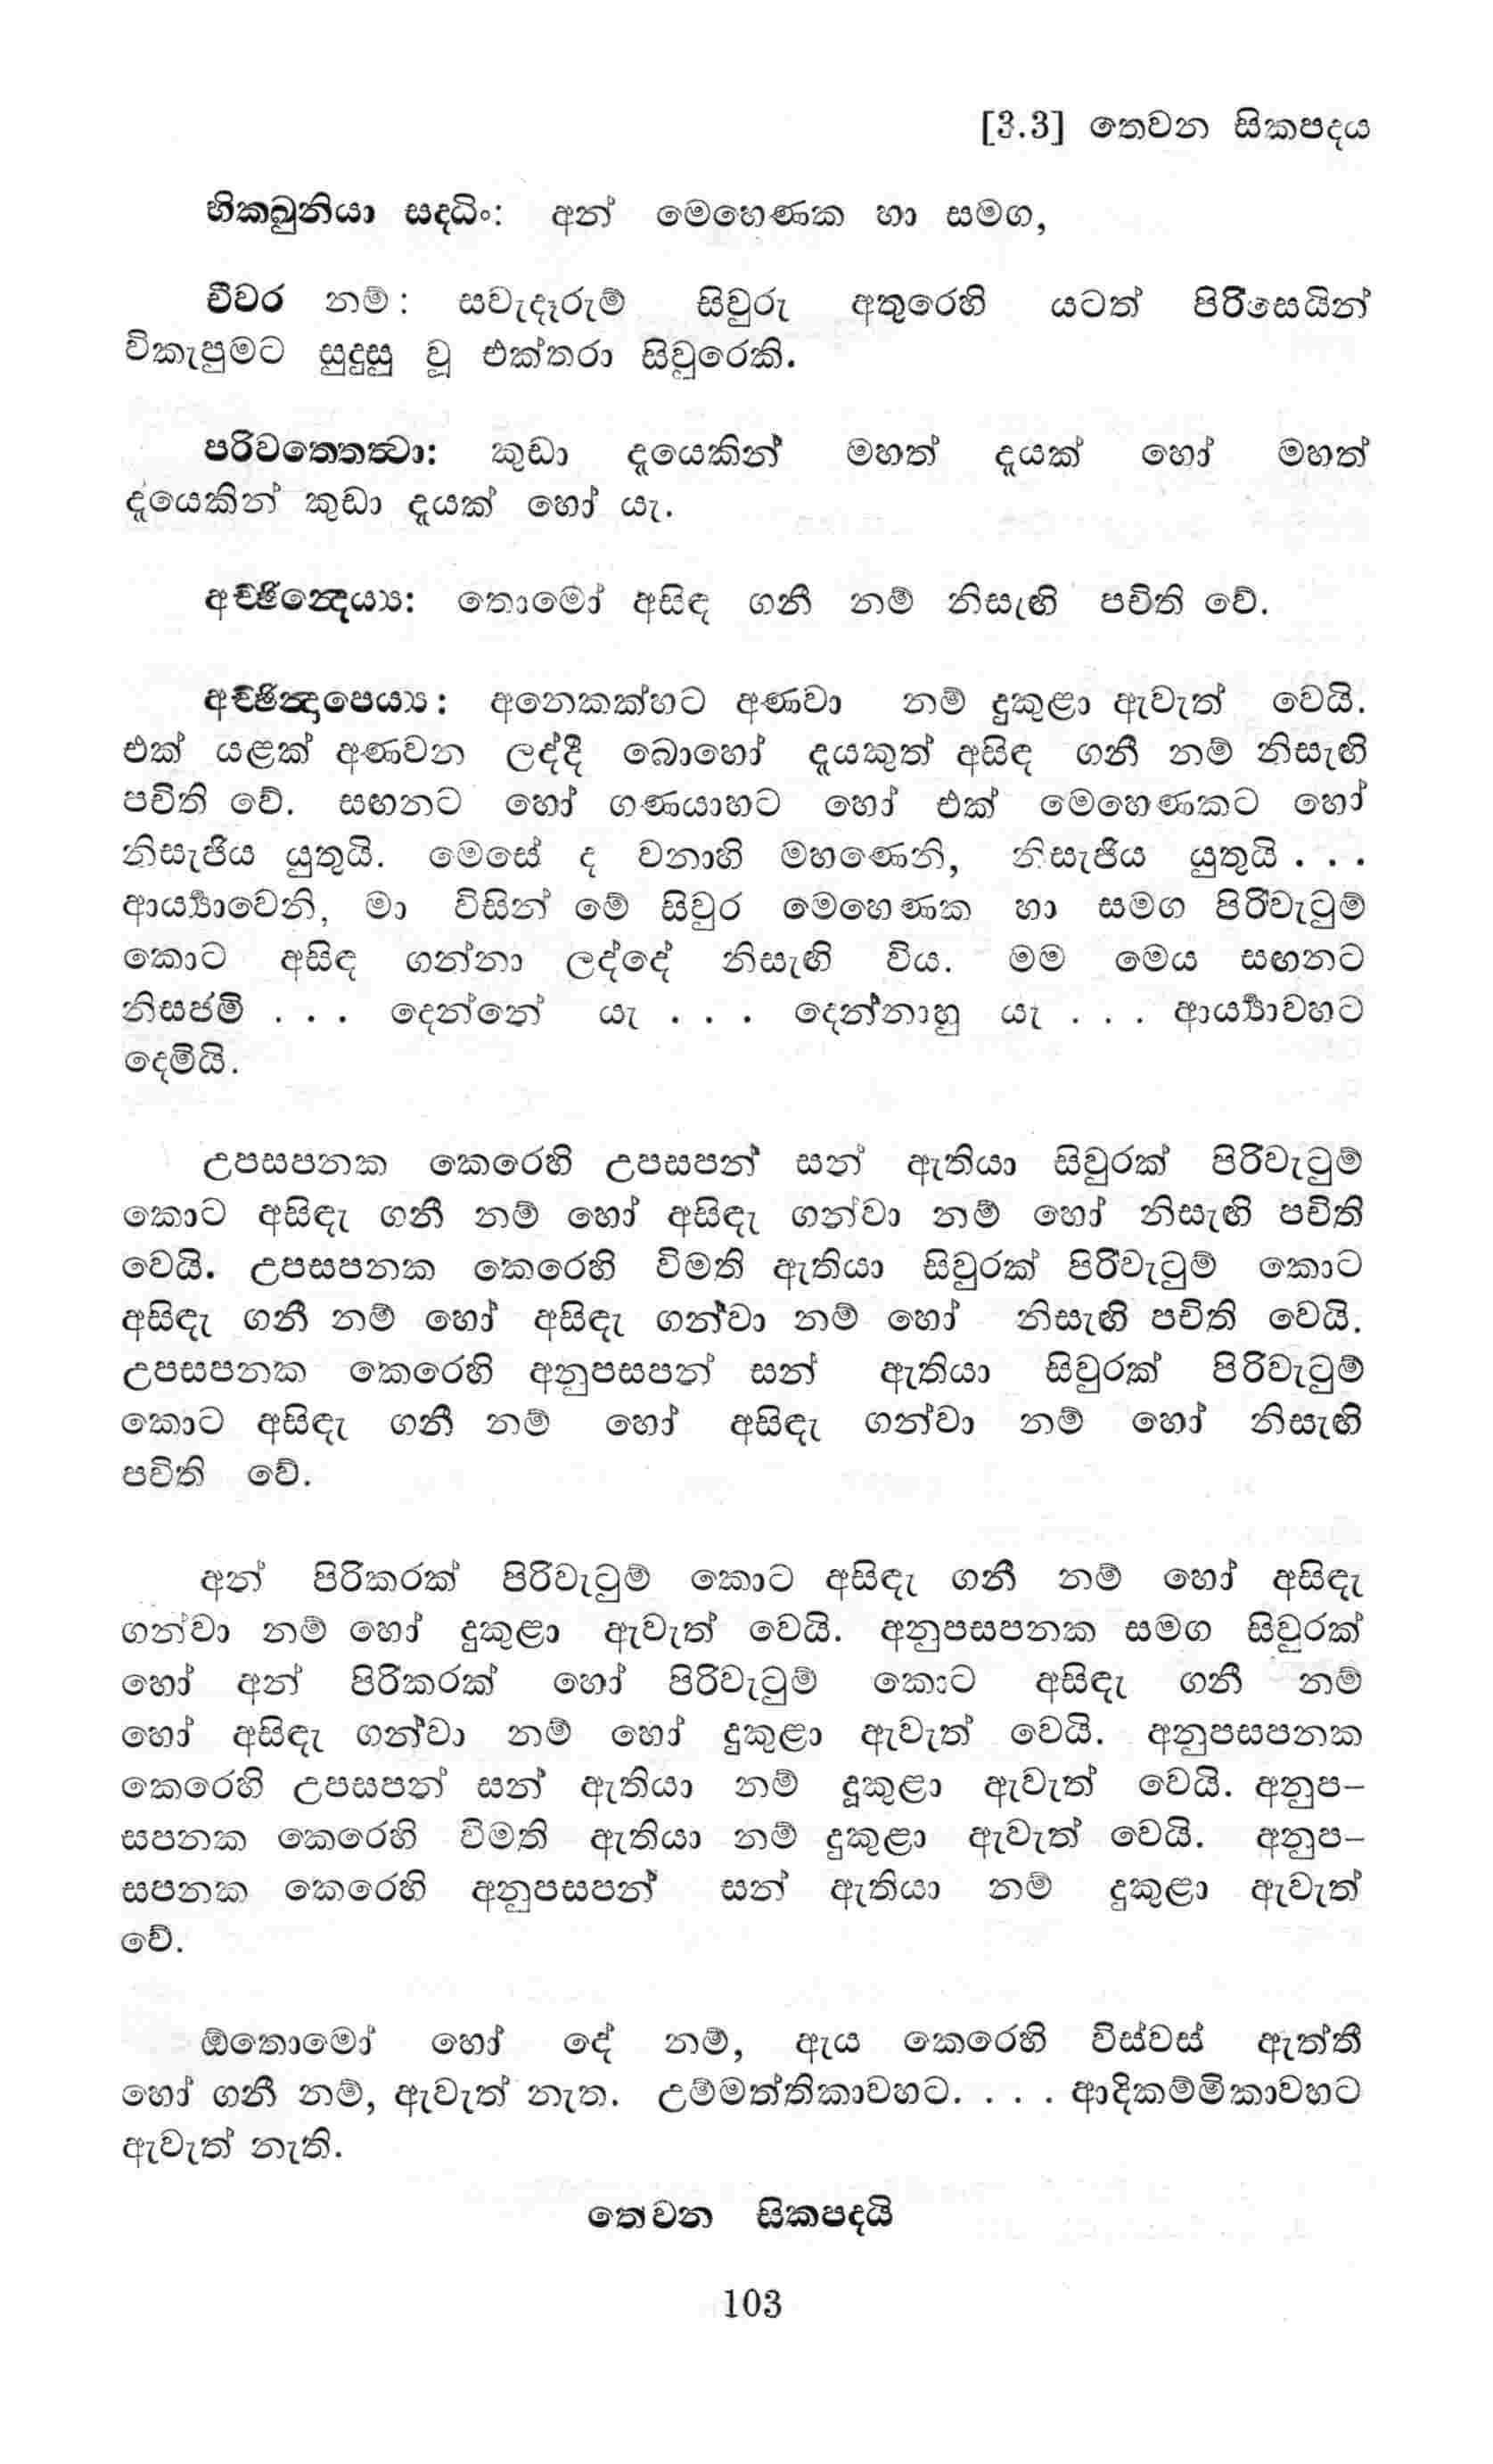 [3.3] තෙවන සිකපදය
භිකඛුනියා සදධිං: අන් මෙහෙණක හා සමග,
චීවර නම්: සවැදෑරුම් සිවුරු අතුරෙහි යටත් පිරිසෙයින්
විකැපුමට සුදුසු වූ එක්තරා සිවුරෙකි.
පරිවතෙතත්‍වා: කුඩා දෑයෙකින් මහත් දෑයක් හෝ මහත්
දෑයෙකින් කුඩා දෑයක් හෝ යැ.
අච්ඡින්‍දෙය්‍ය: තොමෝ අසිඳ ගනී නම් නිසැඟි පචිති වේ.
අච්ඡින්‍දාපෙය්‍ය: අනෙකක්හට අණවා නම් දුකුළා ඇවැත් වෙයි.
එක් යළක් අණවන ලද්දී බොහෝ දෑයකුත් අසිඳ ගනී නම් නිසැඟි
පචිති වේ. සඟනට හෝ ගණයාහට හෝ එක් මෙහෙණකට හෝ
නිසැජිය යුතුයි. මෙසේ ද වනාහි මහණෙනි, නිසැජිය යුතුයි . . .
ආර්‍ය්‍යාවෙනි, මා විසින් මේ සිවුර මෙහෙණක හා සමග පිරිවැටුම්
කොට අසිඳ ගන්නා ලද්දේ නිසැඟි විය. මම මෙය සඟනට
නිසජමි . . . දෙන්නේ යැ . . . දෙන්නාහු යැ . . . ආර්‍ය්‍යාවහට
දෙමියි.
උපසපනක කෙරෙහි උපසපන් සන් ඇතියා සිවුරක් පිරිවැටුම්
කොට අසිඳැ ගනී නම් හෝ අසිඳැ ගන්වා නම් හෝ නිසැඟි පචිති
වෙයි. උපසපනක කෙරෙහි විමති ඇතියා සිවුරක් පිරිවැටුම් කොට
අසිඳැ ගනී නම් හෝ අසිඳැ ගන්වා නම් හෝ නිසැඟි පචිති වෙයි.
උපසපනක කෙරෙහි අනුපසපන් සන් ඇතියා සිවුරක් පිරිවැටුම්
කොට අසිඳැ ගනී නම් හෝ අසිඳැ ගන්වා නම් හෝ නිසැඟි
පචිති වේ.
අන් පිරිකරක් පිරිවැටුම් කොට අසිඳැ ගනී නම් හෝ අසිඳැ
ගන්වා නම් හෝ දුකුළා ඇවැත් වෙයි. අනුපසපනක සමග සිවුරක්
හෝ අන් පිරිකරක් හෝ පිරිවැටුම් කොට අසිඳැ ගනී නම්
හෝ අසිඳැ ගන්වා නම් හෝ දුකුළා ඇවැත් වෙයි. අනුපසපනක
කෙරෙහි උපසපන් සන් ඇතියා නම් දූකුළා ඇවැත් වෙයි. අනුප–
සපනක කෙරෙහි විමති ඇතියා නම් දුකුළා ඇවැත් වෙයි. අනුප–
සපනක කෙරෙහි අනුපසපන් සන් ඇතියා නම් දුකුළා ඇවැත්
වේ.
ඕතොමෝ හෝ දේ නම්, ඇය කෙරෙහි විස්වස් ඇත්තී
හෝ ගනී නම්, ඇවැත් නැත. උම්මත්තිකාවහට. . . . ආදිකම්මිකාවහට
ඇවැත් නැති.
තෙවන සිකපදයි
103